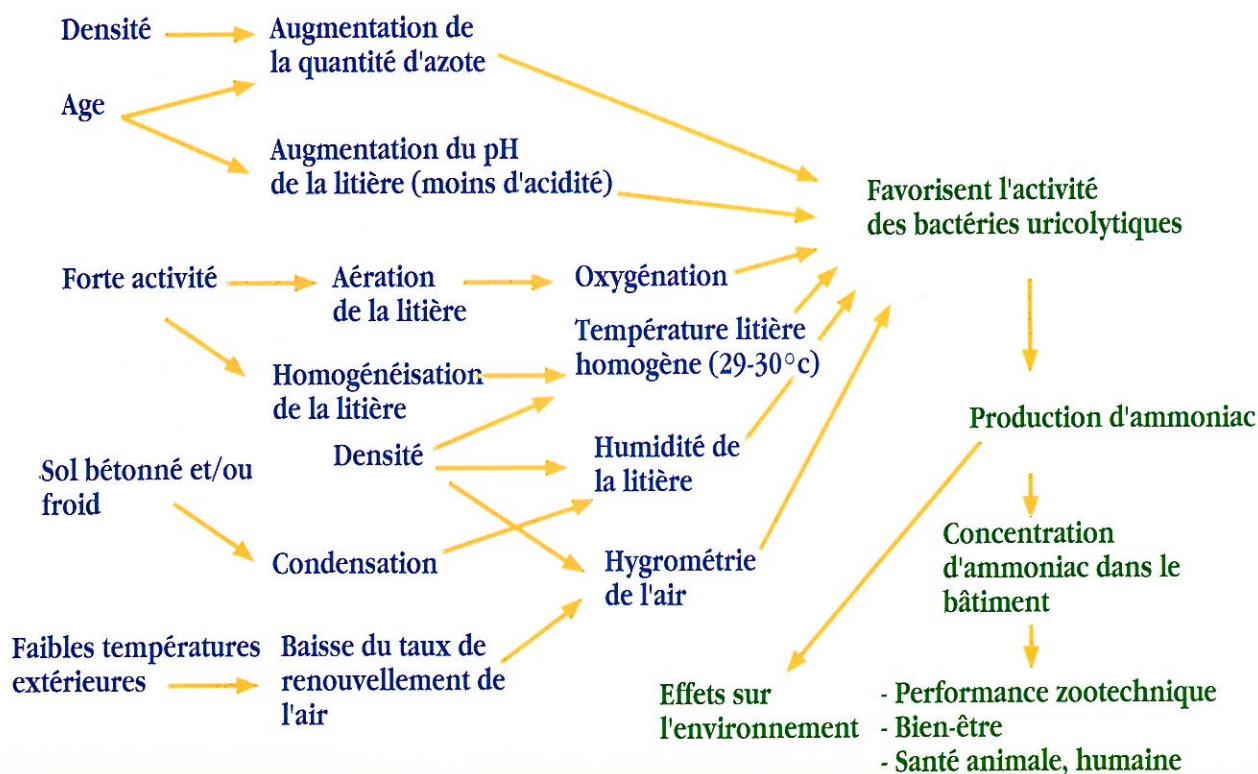 Densité
Augmentation de
la quantité d'azote
Age
Augmentation du pH
de la litière (moins d'acidité)
Favorisent l'activité
des bactéries uricolytiques
Forte activité
Aération
de la litière
Oxygénation
Température litière
homogène (29-30°c)
Homogénéisation
de la litière
Production d'ammoniac
Densité
Humidité de
la litière
Sol bétonné et/ou
froid
Condensation
Hygrométrie
de l'air
Concentration
d'ammoniac dans le
bâtiment
Faibles températures
extérieures
Baisse du taux de
renouvellement de
l'air
Effets sur
l'environnement
- Performance zootechnique
- Bien-être
- Santé animale, humaine